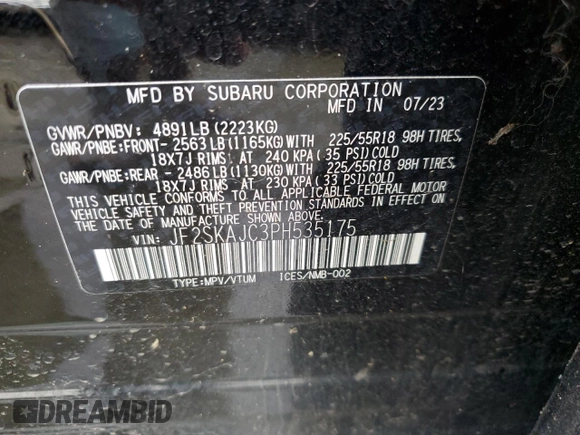 MFD BY SUBARU CORPORATION
MFD IN 07/23
GVWR/PNBV: 4891LB(2223KG)
GAWR/PNBE:FRONT- 2563LB(1165KG)WITH 225/55R18 98H TIRES,
18X7J RIMS AT 240 KPA(35 PSI)COLD
GAWR/PNBE:REAR - 2486LB(1130KG)WITH 225/55R18 98H TIRES,
18X7J RIMS AT 230 KPA(33 PSI)COLD
THIS VEHICLE CONFORMS TO ALL APPLICABLE FEDERAL MOTOR
VEHICLE SAFETY AND THEFT PREVENTION STANDARDS IN EFFECT ON
THE DATE OF MANUFACTURE SHOWN ABOVE.
VIN: JF2SKAJC3PH535175
TYPE:MPV/VTUM ICES/NMB-002
DREAMBID